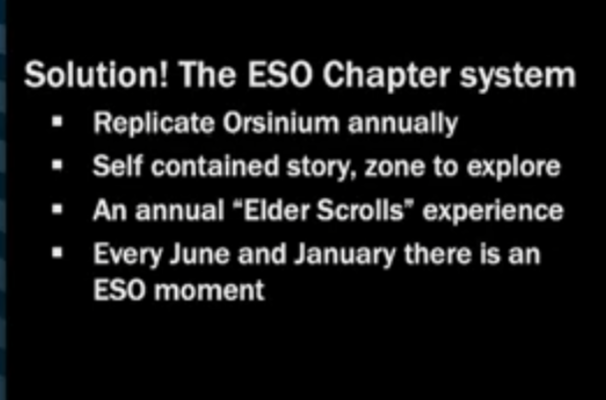 Solution! The ESO Chapter system
▪ Replicate Orsinium annually
▪ Self contained story, zone to explore
▪ An annual “Elder Scrolls” experience
▪ Every June and January there is an
ESO moment